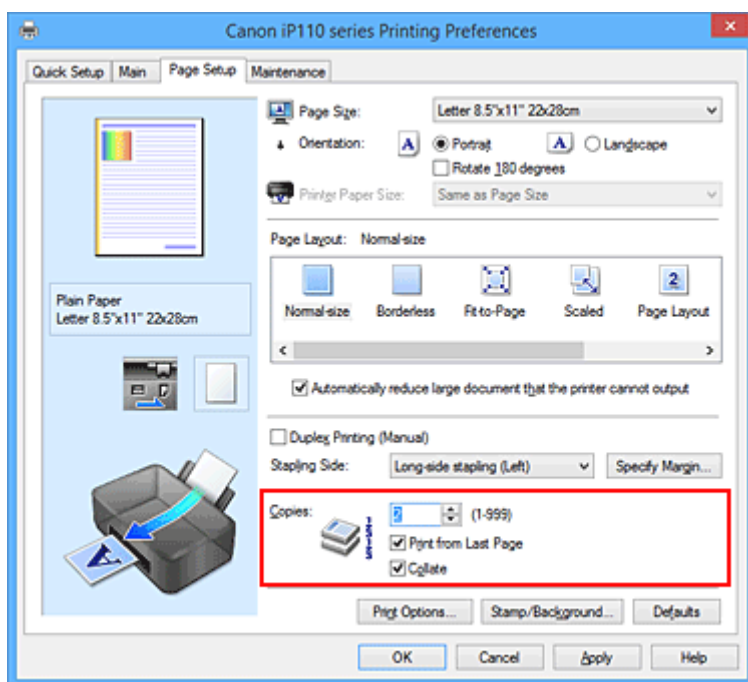 Canon iP110 series Printing Preferences
Quick Setup Main Page Setup Maintenance
Page Size: Letter 8.5"x11" 22x28cm
Orientation: A Portrait A Landscape
Rotate 180 degrees
Printer Paper Size: Same as Page Size
Page Layout: Normal-size
2
Normal-size Borderless Fit-to-Page Scaled Page Layout
Plain Paper
Letter 8.5"x11" 22x28cm
Automatically reduce large document that the printer cannot output
Duplex Printing (Manual)
Stapling Side: Long-side stapling (Left) Specify Margin...
Copies: 2 (1-999)
Print from Last Page
Collate
A
Print Options... Stamp/Background... Defaults
OK Cancel Apply Help